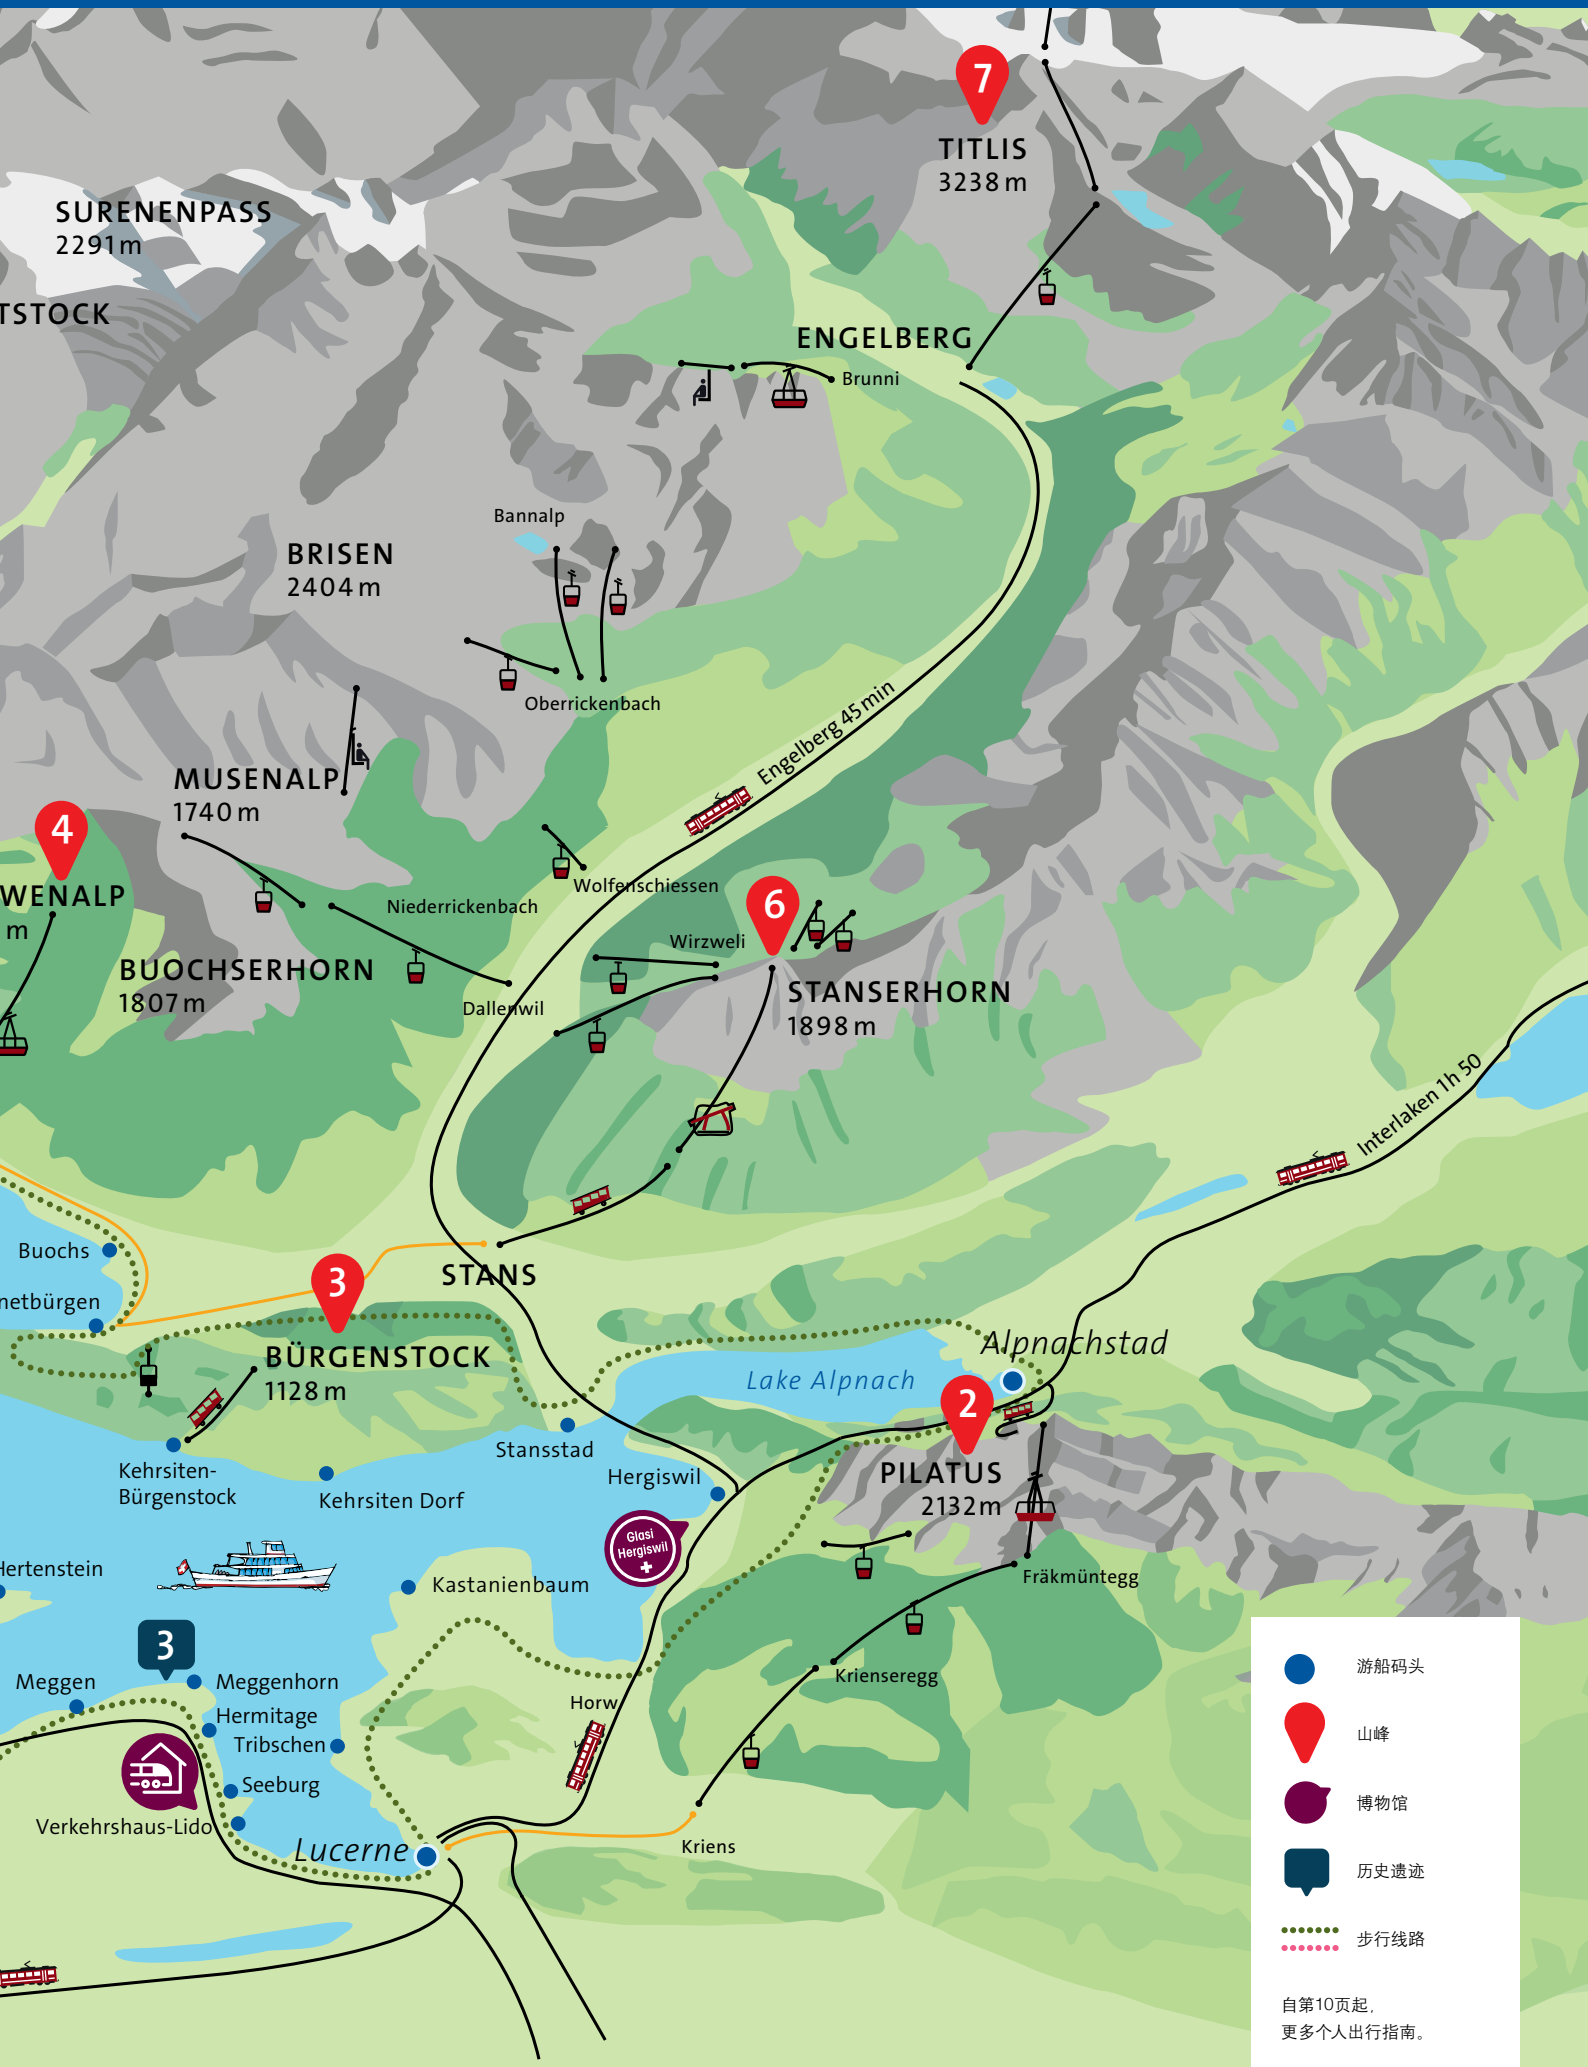 7
TITLIS
3238 m
SURENENPASS
2291 m
TSTOCK
ENGELBERG
Brunni
Bannalp
BRISEN
2404 m
Oberrickenbach
Engelberg 45 min
MUSENALP
1740 m
4
WENALP
m
Wolfenschiessen
Niederrickenbach
6
Wirzweli
BUOCHSERHORN
1807 m
Dallenwil
STANSERHORN
1898 m
Interlaken 1h 50
Buochs
STANS
3
netbürgen
BÜRGENSTOCK
1128 m
Alpnachstad
Lake Alpnach
2
Stansstad
Kehrsiten-
Bürgenstock
Kehrsiten Dorf
Hergiswil
PILATUS
2132 m
Glasi
Hergiswil
Hertenstein
Kastanienbaum
Fräkmüntegg
3
Meggen
Meggenhorn
Krienseregg
Horw
Hermitage
Tribschen
Seeburg
Verkehrshaus-Lido
Lucerne
Kriens
游船码头
山峰
博物馆
历史遗迹
步行线路
自第10页起,
更多个人出行指南。